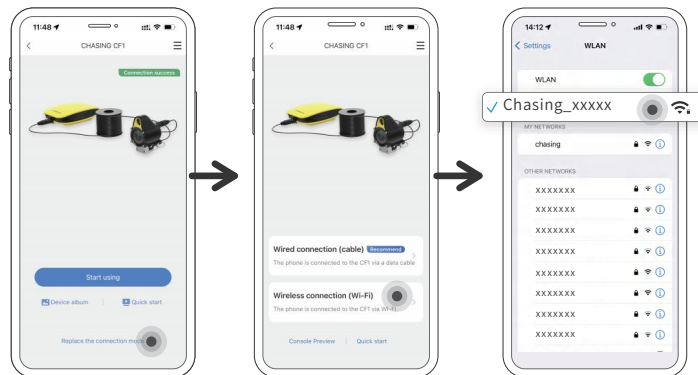 11:48
CHASING CF1
Connection success
Start using
Device album | Quick start
Replace the connection mode
11:48
CHASING CF1
Wired connection (cable) Recommend
The phone is connected to the CF1 via a data cable
Wireless connection (Wi-Fi)
The phone is connected to the CF1 via Wi-Fi
Console Preview | Quick start
14:12
Settings WLAN
WLAN
Chasing_xxxxx
MY NETWORKS
chasing
OTHER NETWORKS
xxxxxxx
xxxxxxx
xxxxxxx
xxxxxxx
xxxxxxx
xxxxxxx
xxxxxxx
xxxxxxx